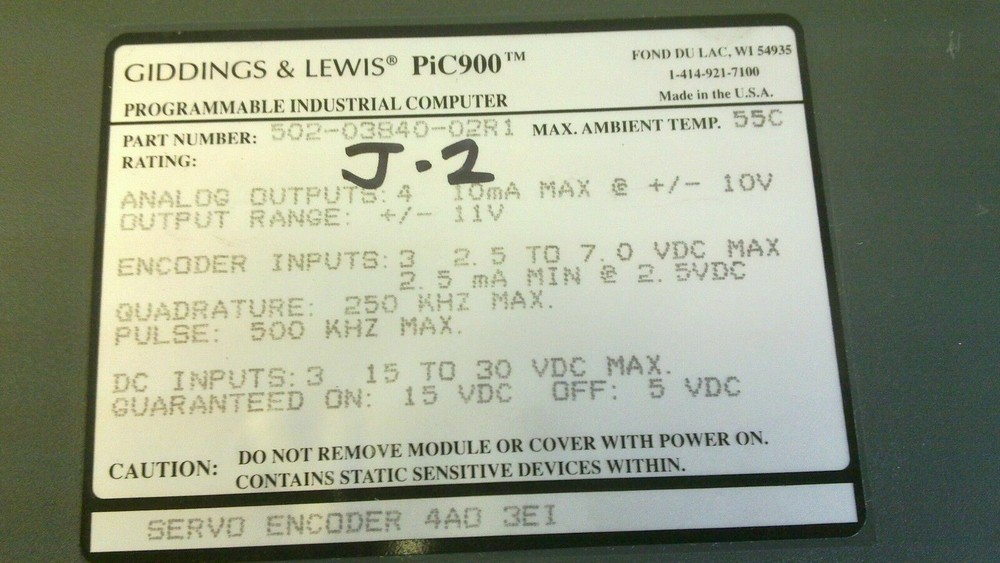 GIDDINGS & LEWIS® PiC900™
FOND DU LAC, WI 54935
1-414-921-7100
Made in the U.S.A.
PROGRAMMABLE INDUSTRIAL COMPUTER
PART NUMBER: 502-03840-02R1 MAX. AMBIENT TEMP. 55C
RATING:
J-2
ANALOG OUTPUTS: 4 10mA MAX @ +/- 10V
OUTPUT RANGE: +/- 11V
ENCODER INPUTS: 3 2.5 TO 7.0 VDC MAX
2.5 mA MIN @ 2.5VDC
QUADRATURE: 250 KHZ MAX.
PULSE: 500 KHZ MAX.
DC INPUTS: 3 15 TO 30 VDC MAX.
GUARANTEED ON: 15 VDC OFF: 5 VDC
CAUTION: DO NOT REMOVE MODULE OR COVER WITH POWER ON.
CONTAINS STATIC SENSITIVE DEVICES WITHIN.
SERVO ENCODER 4AO 3EI